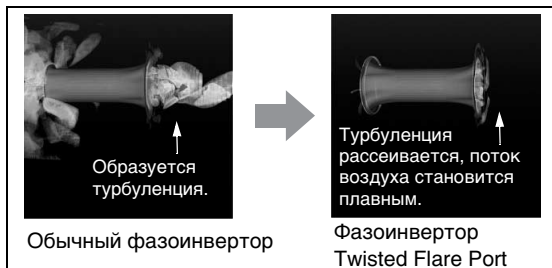 Образуется
турбуленция.
Обычный фазоинвертор
Турбуленция
рассеивается, поток
воздуха становится
плавным.
Фазоинвертор
Twisted Flare Port